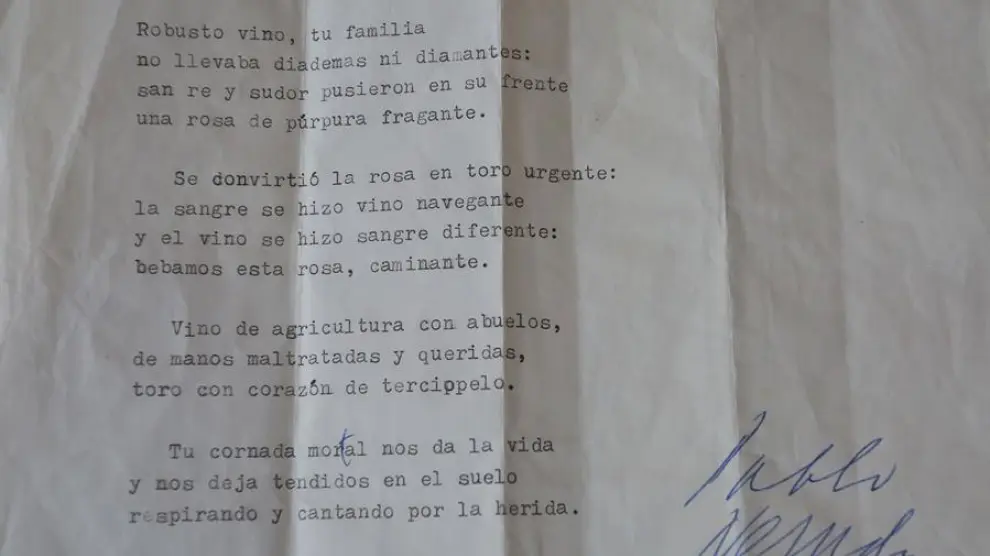 Robusto vino, tu familia
no llevaba diademas ni diamantes:
san re y sudor pusieron en su frente
una rosa de púrpura fragante.
Se donvirtió la rosa en toro urgente:
la sangre se hizo vino navegante
y el vino se hizo sangre diferente:
bebamos esta rosa, caminante.
Vino de agricultura con abuelos,
de manos maltratadas y queridas,
toro con corazón de tercippelo.
Tu cornada mortal nos da la vida
y nos deja tendidos en el suelo
respirando y cantando por la herida.
Pablo
Neruda